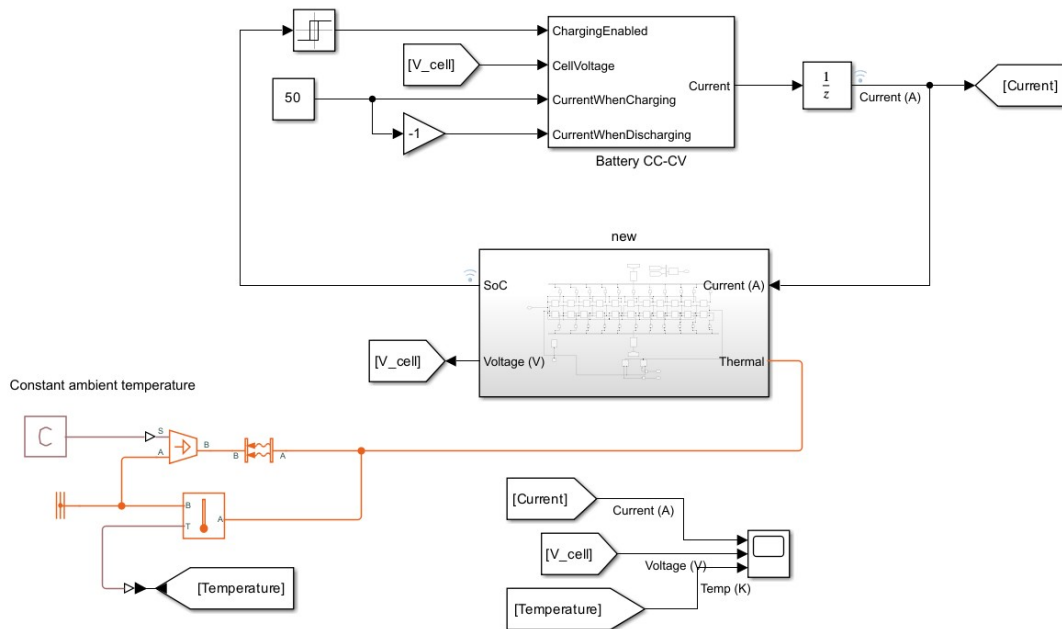 ChargingEnabled
[V_cell]
CellVoltage
50
CurrentWhenCharging
Current
1
z
Current (A)
[Current]
-1
CurrentWhenDischarging
Battery CC-CV
new
SoC
Current (A)
[V_cell]
Voltage (V)
Thermal
Constant ambient temperature
C
S
A
B
B
A
B
T
A
[Temperature]
[Current]
Current (A)
[V_cell]
Voltage (V)
[Temperature]
Temp (K)